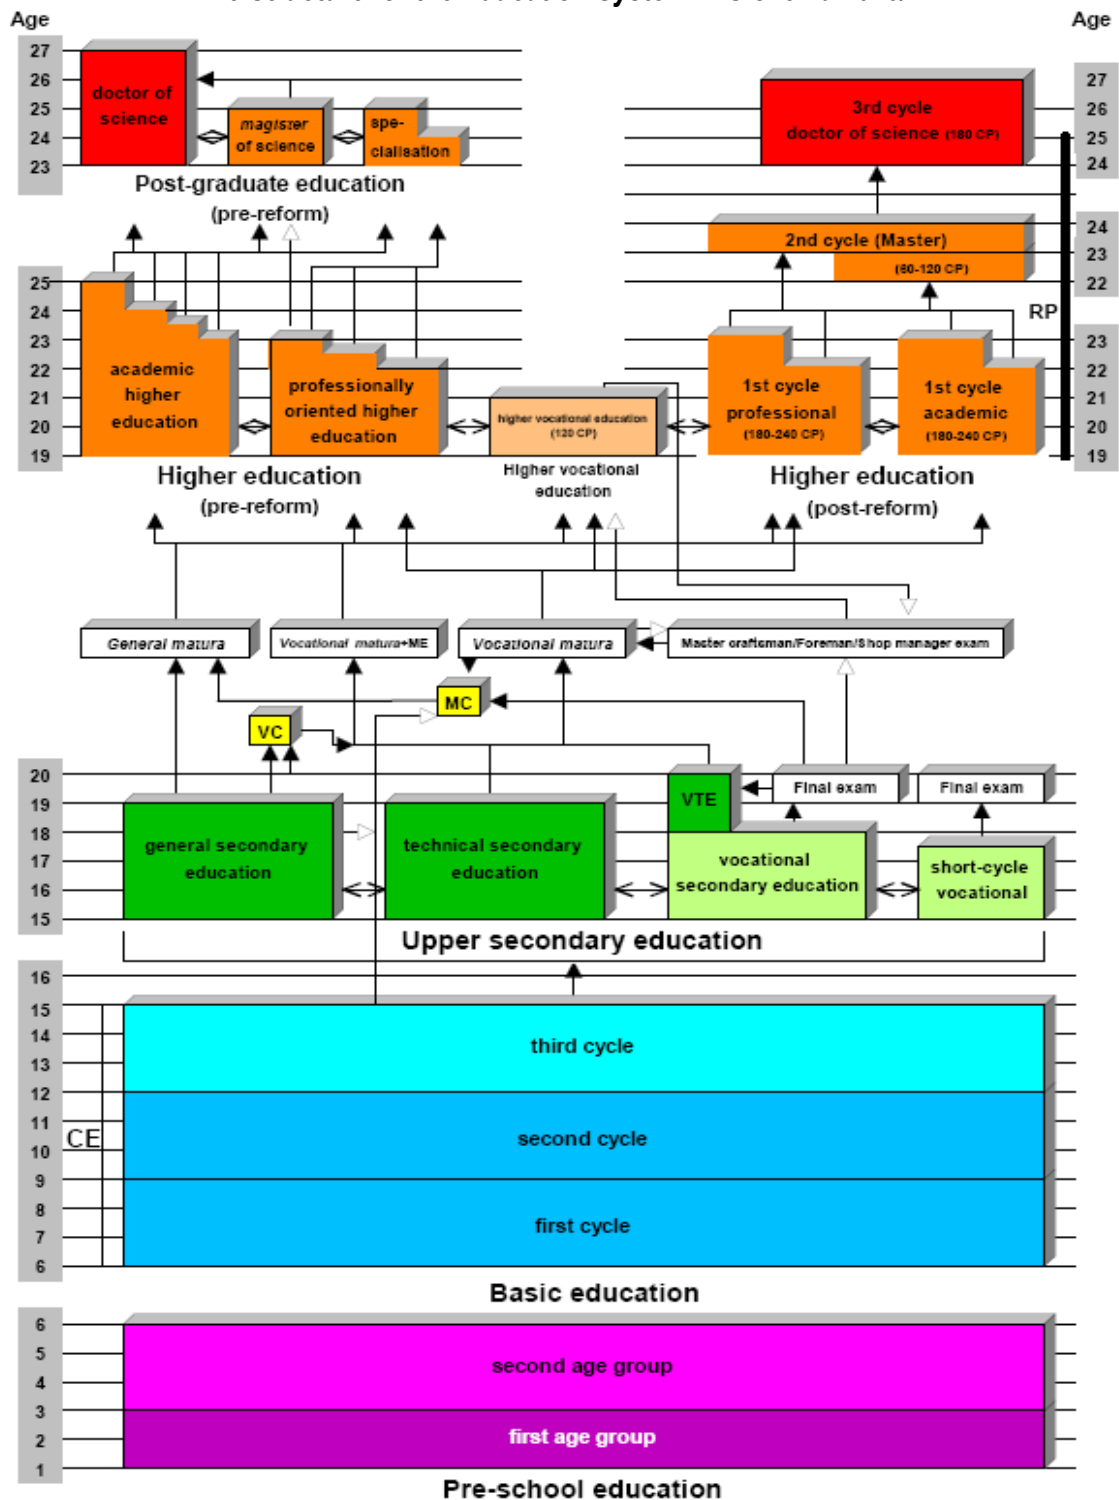 Age
Age
27
26
25
24
23
doctor of
science
magister
of science
spe-
cialisation
Post-graduate education
(pre-reform)
27
26
25
24
3rd cycle
doctor of science (180 CP)
24
23
22
2nd cycle (Master)
(60-120 CP)
RP
25
24
23
22
21
20
19
academic
higher
education
professionally
oriented higher
education
higher vocational education
(120 CP)
1st cycle
professional
(180-240 CP)
1st cycle
academic
(180-240 CP)
23
22
21
20
19
Higher education
(pre-reform)
Higher vocational
education
Higher education
(post-reform)
General matura
Vocational matura+ME
Vocational matura
Master craftsman/Foreman/Shop manager exam
MC
VC
20
19
18
17
16
15
general secondary
education
technical secondary
education
VTE
Final exam
Final exam
vocational
secondary education
short-cycle
vocational
Upper secondary education
16
15
14
13
12
11
10
9
8
7
6
CE
third cycle
second cycle
first cycle
Basic education
6
5
4
3
2
1
second age group
first age group
Pre-school education